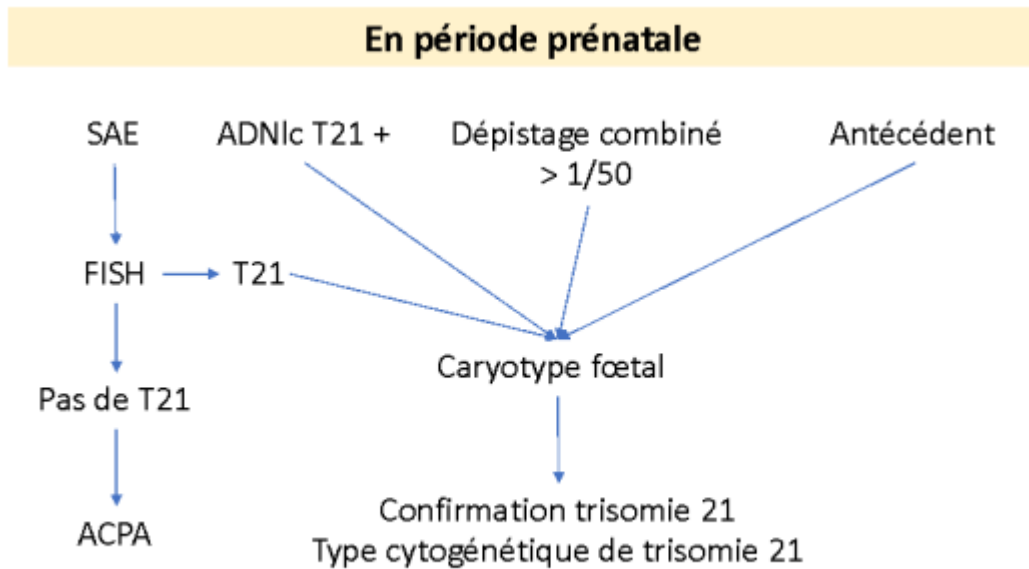 En période prénatale
SAE
ADNlc T21 +
Dépistage combiné
> 1/50
Antécédent
FISH
T21
Caryotype fœtal
Pas de T21
ACPA
Confirmation trisomie 21
Type cytogénétique de trisomie 21